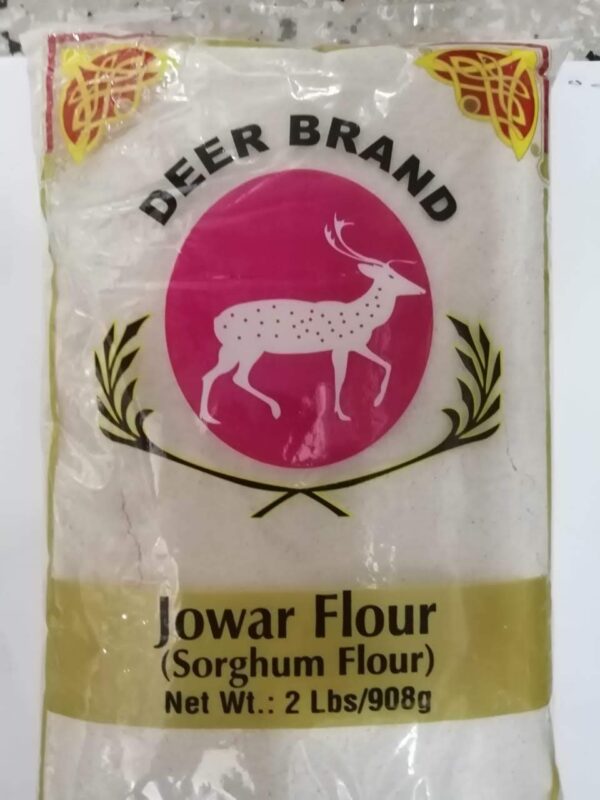 DEER BRAND
Jowar Flour
(Sorghum Flour)
Net Wt.: 2 Lbs/908g